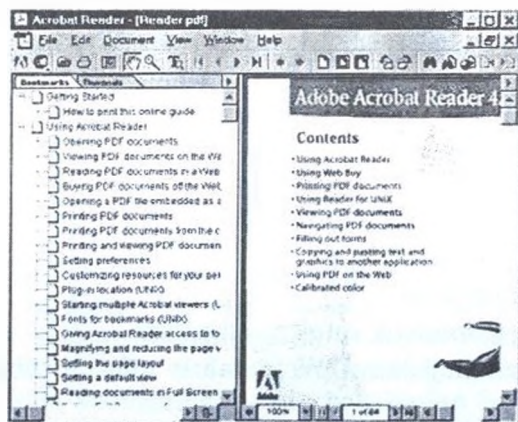 Acrobat Reader - [Reader.pdf]
File Edit Document View Window Help
Bookmarks Thumbnails
Getting Started
How to print this online guide
Using Acrobat Reader
Opening PDF documents
Viewing PDF documents on the We
Reading PDF documents in a Web
Buying PDF documents off the Web
Opening a PDF file embedded as a
Printing PDF documents
Printing PDF documents from the c
Printing and viewing PDF documen
Setting preferences
Customizing resources for your per
Plug-in location (UNIX)
Starting multiple Acrobat viewers (U
Fonts for bookmarks (UNIX)
Giving Acrobat Reader access to fo
Magnifying and reducing the page v
Setting the page layout
Setting a default view
Reading documents in Full Screen
Adobe Acrobat Reader 4.
Contents
• Using Acrobat Reader
• Using Web Buy
• Printing PDF documents
• Using Reader for UNIX
• Viewing PDF documents
• Navigating PDF documents
• Filling out forms
• Copying and pasting text and
graphics to another application
• Using PDF on the Web
• Calibrated color
Adobe
100%
1 of 84